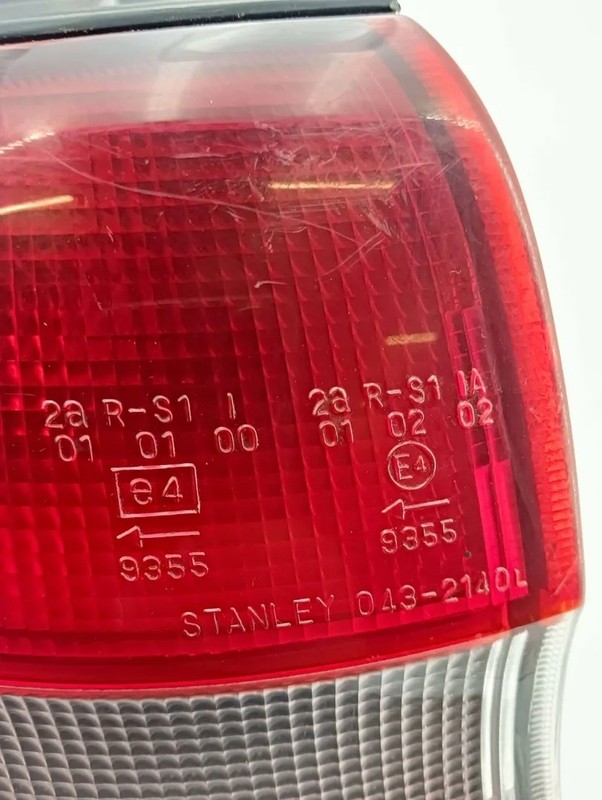 2a R-S1 I
01 01 00
e4
9355
2a R-S1 IA
01 02 02
E4
9355
STANLEY 043-2140L